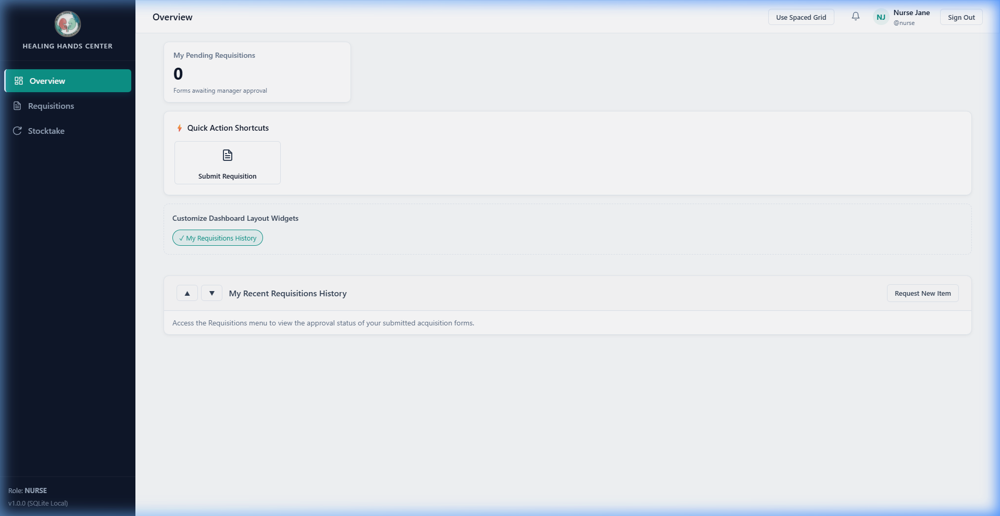 HEALING HANDS CENTER
Overview
Requisitions
Stocktake
Role: NURSE
v1.0.0 (SQLite Local)
Overview
Use Spaced Grid
NJ
Nurse Jane
@nurse
Sign Out
My Pending Requisitions
0
Forms awaiting manager approval
Quick Action Shortcuts
Submit Requisition
Customize Dashboard Layout Widgets
✓ My Requisitions History
▲ ▼ My Recent Requisitions History
Request New Item
Access the Requisitions menu to view the approval status of your submitted acquisition forms.